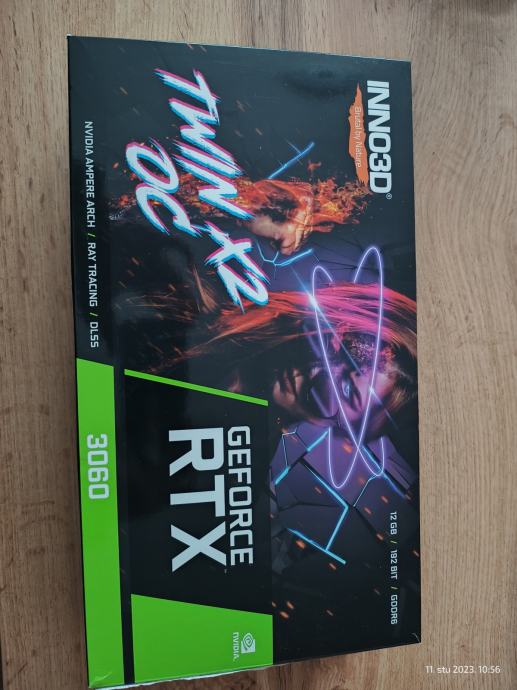 INNO3D®
Brutal by Nature
12 GB / 192 BIT / GDDR6
TWIN X2
OC
GEFORCE
RTX™
NVIDIA AMPERE ARCH / RAY TRACING / DLSS
3060
NVIDIA.
11. stu 2023. 10:56